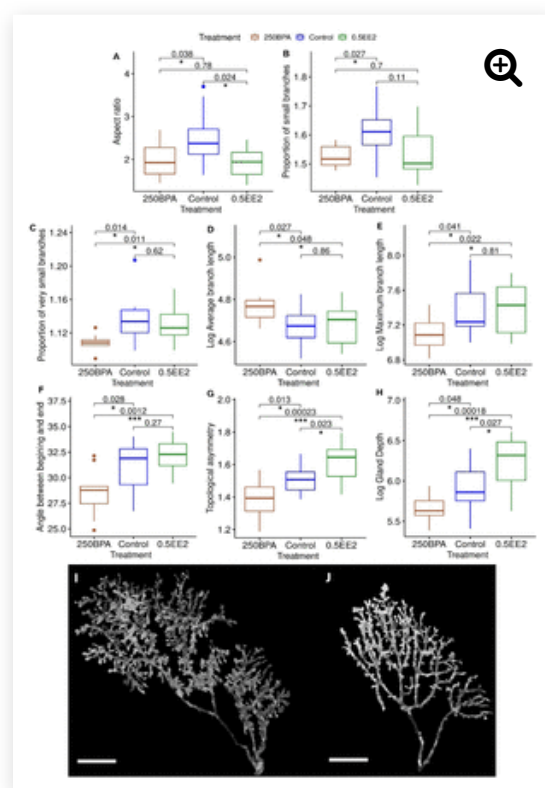 Treatment 250BPA Control 0.5EE2
A
0.038
* 0.78
0.024
*
Aspect ratio
4
3
2
250BPA Control 0.5EE2
Treatment
B
0.027
* 0.7
0.11
Proportion of small branches
1.8
1.7
1.6
1.5
250BPA Control 0.5EE2
Treatment
C
0.014
* 0.011
* 0.62
Proportion of very small branches
1.24
1.20
1.16
1.12
250BPA Control 0.5EE2
Treatment
D
0.027
* 0.048
* 0.86
Log Average branch length
5.0
4.8
4.6
250BPA Control 0.5EE2
Treatment
E
0.041
* 0.022
* 0.81
Log Maximum branch length
8.0
7.6
7.2
6.8
250BPA Control 0.5EE2
Treatment
F
0.028
* 0.0012
*** 0.27
Angle between begining and end
37.5
35.0
32.5
30.0
27.5
25.0
250BPA Control 0.5EE2
Treatment
G
0.013
* 0.00023
*** 0.023
*
Topological asymmetry
2.0
1.8
1.6
1.4
1.2
250BPA Control 0.5EE2
Treatment
H
0.048
* 0.00018
*** 0.027
*
Log Gland Depth
7.0
6.5
6.0
5.5
250BPA Control 0.5EE2
Treatment
I
J